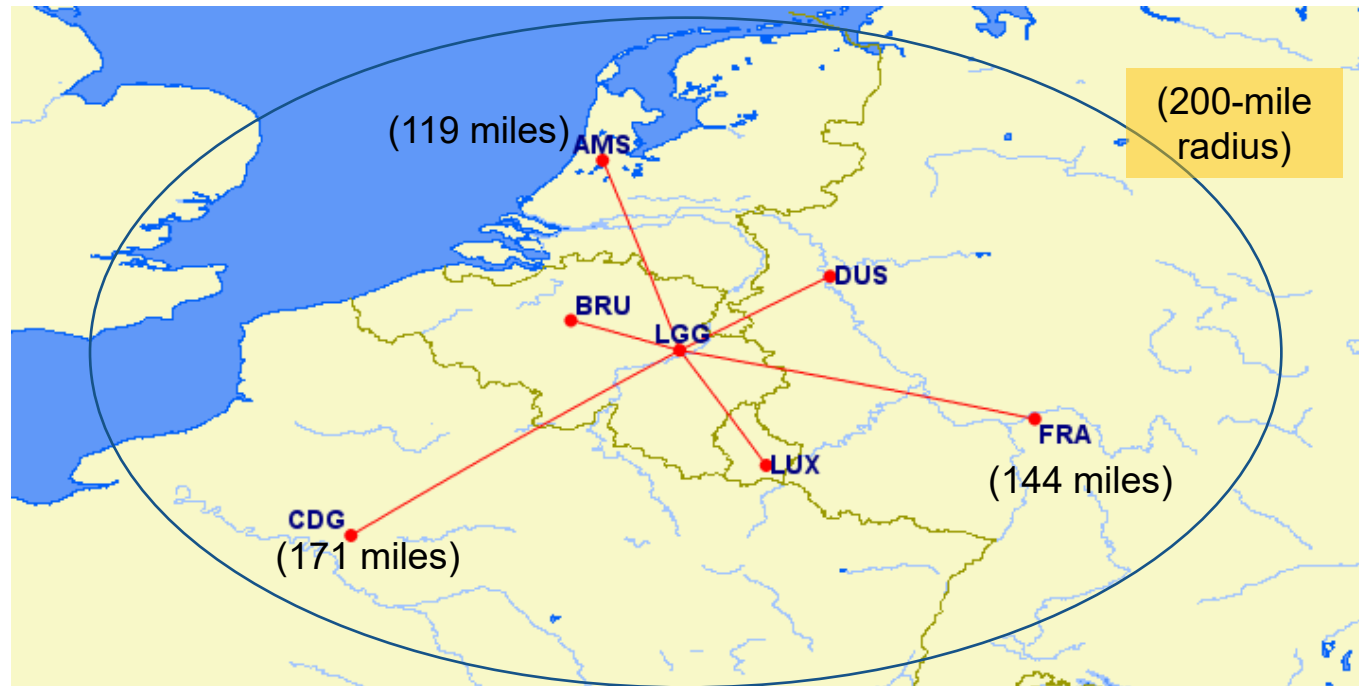 (200-mile
radius)
(119 miles)
AMS
DUS
BRU
LGG
FRA
LUX
(144 miles)
CDG
(171 miles)